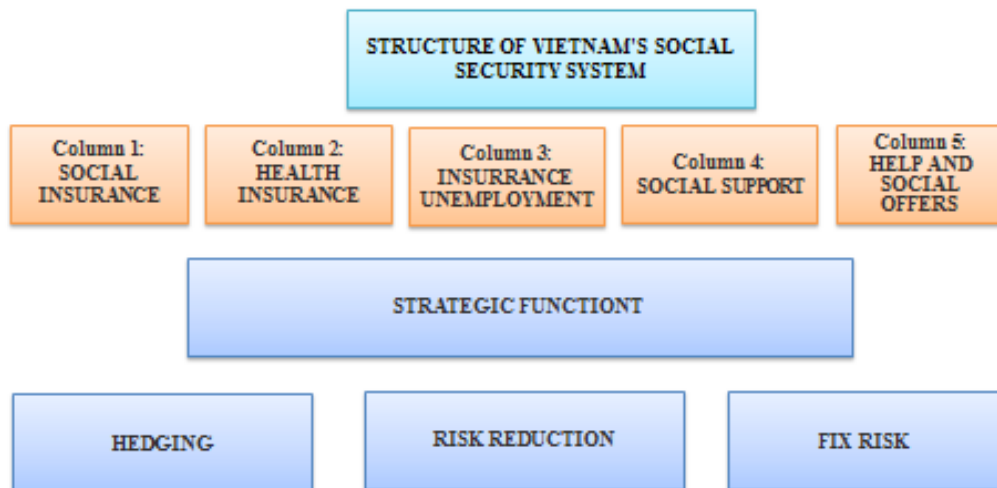 STRUCTURE OF VIETNAM'S SOCIAL
SECURITY SYSTEM
Column 1:
SOCIAL
INSURANCE
Column 2:
HEALTH
INSURANCE
Column 3:
INSURRANCE
UNEMPLOYMENT
Column 4:
SOCIAL SUPPORT
Column 5:
HELP AND
SOCIAL
OFFERS
STRATEGIC FUNCTIONT
HEDGING
RISK REDUCTION
FIX RISK